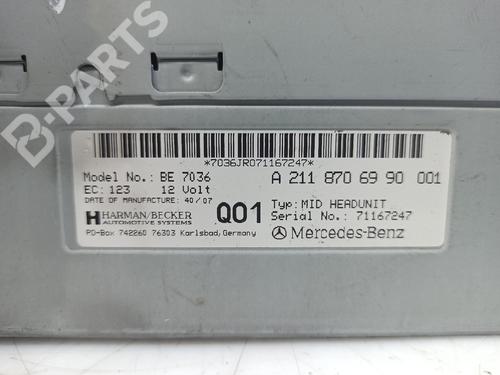 *7036JR071167247*
Model No.: BE 7036
A 211 870 69 90 001
EC: 123 12 Volt
DATE OF MANUFACTURE: 40/07
HARMAN/BECKER
AUTOMOTIVE SYSTEMS
Q01
Typ: MID HEADUNIT
Serial No.: 71167247
PO-Box 742260 76303 Karlsbad, Germany
Mercedes-Benz
B-PARTS